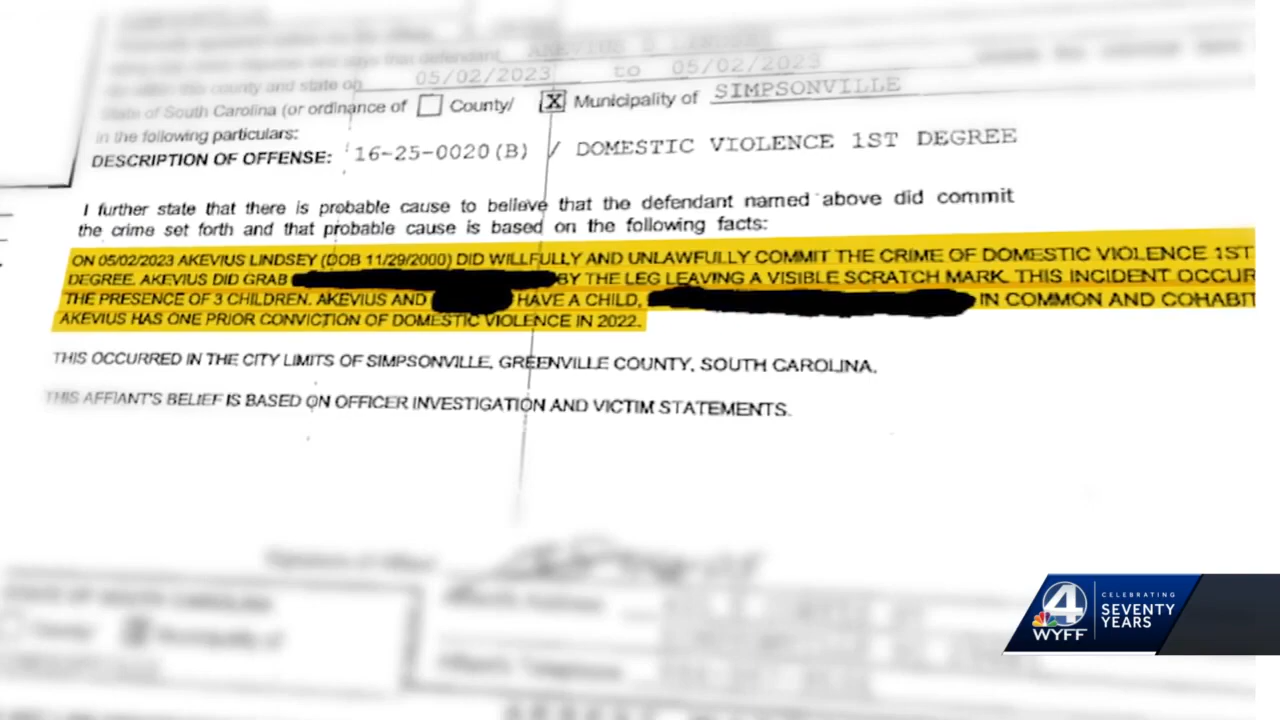 05/02/2023 to 05/02/2023
State of South Carolina (or ordinance of County/ X Municipality of SIMPSONVILLE
in the following particulars:
DESCRIPTION OF OFFENSE: 16-25-0020(B) / DOMESTIC VIOLENCE 1ST DEGREE
I further state that there is probable cause to believe that the defendant named above did commit
the crime set forth and that probable cause is based on the following facts:
ON 05/02/2023 AKEVIUS LINDSEY (DOB 11/29/2000) DID WILLFULLY AND UNLAWFULLY COMMIT THE CRIME OF DOMESTIC VIOLENCE 1ST
DEGREE. AKEVIUS DID GRAB BY THE LEG LEAVING A VISIBLE SCRATCH MARK. THIS INCIDENT OCCUR
THE PRESENCE OF 3 CHILDREN. AKEVIUS AND HAVE A CHILD, IN COMMON AND COHABIT
AKEVIUS HAS ONE PRIOR CONVICTION OF DOMESTIC VIOLENCE IN 2022.
THIS OCCURRED IN THE CITY LIMITS OF SIMPSONVILLE, GREENVILLE COUNTY, SOUTH CAROLINA.
THIS AFFIANT'S BELIEF IS BASED ON OFFICER INVESTIGATION AND VICTIM STATEMENTS.
4
WYFF
CELEBRATING
SEVENTY
YEARS